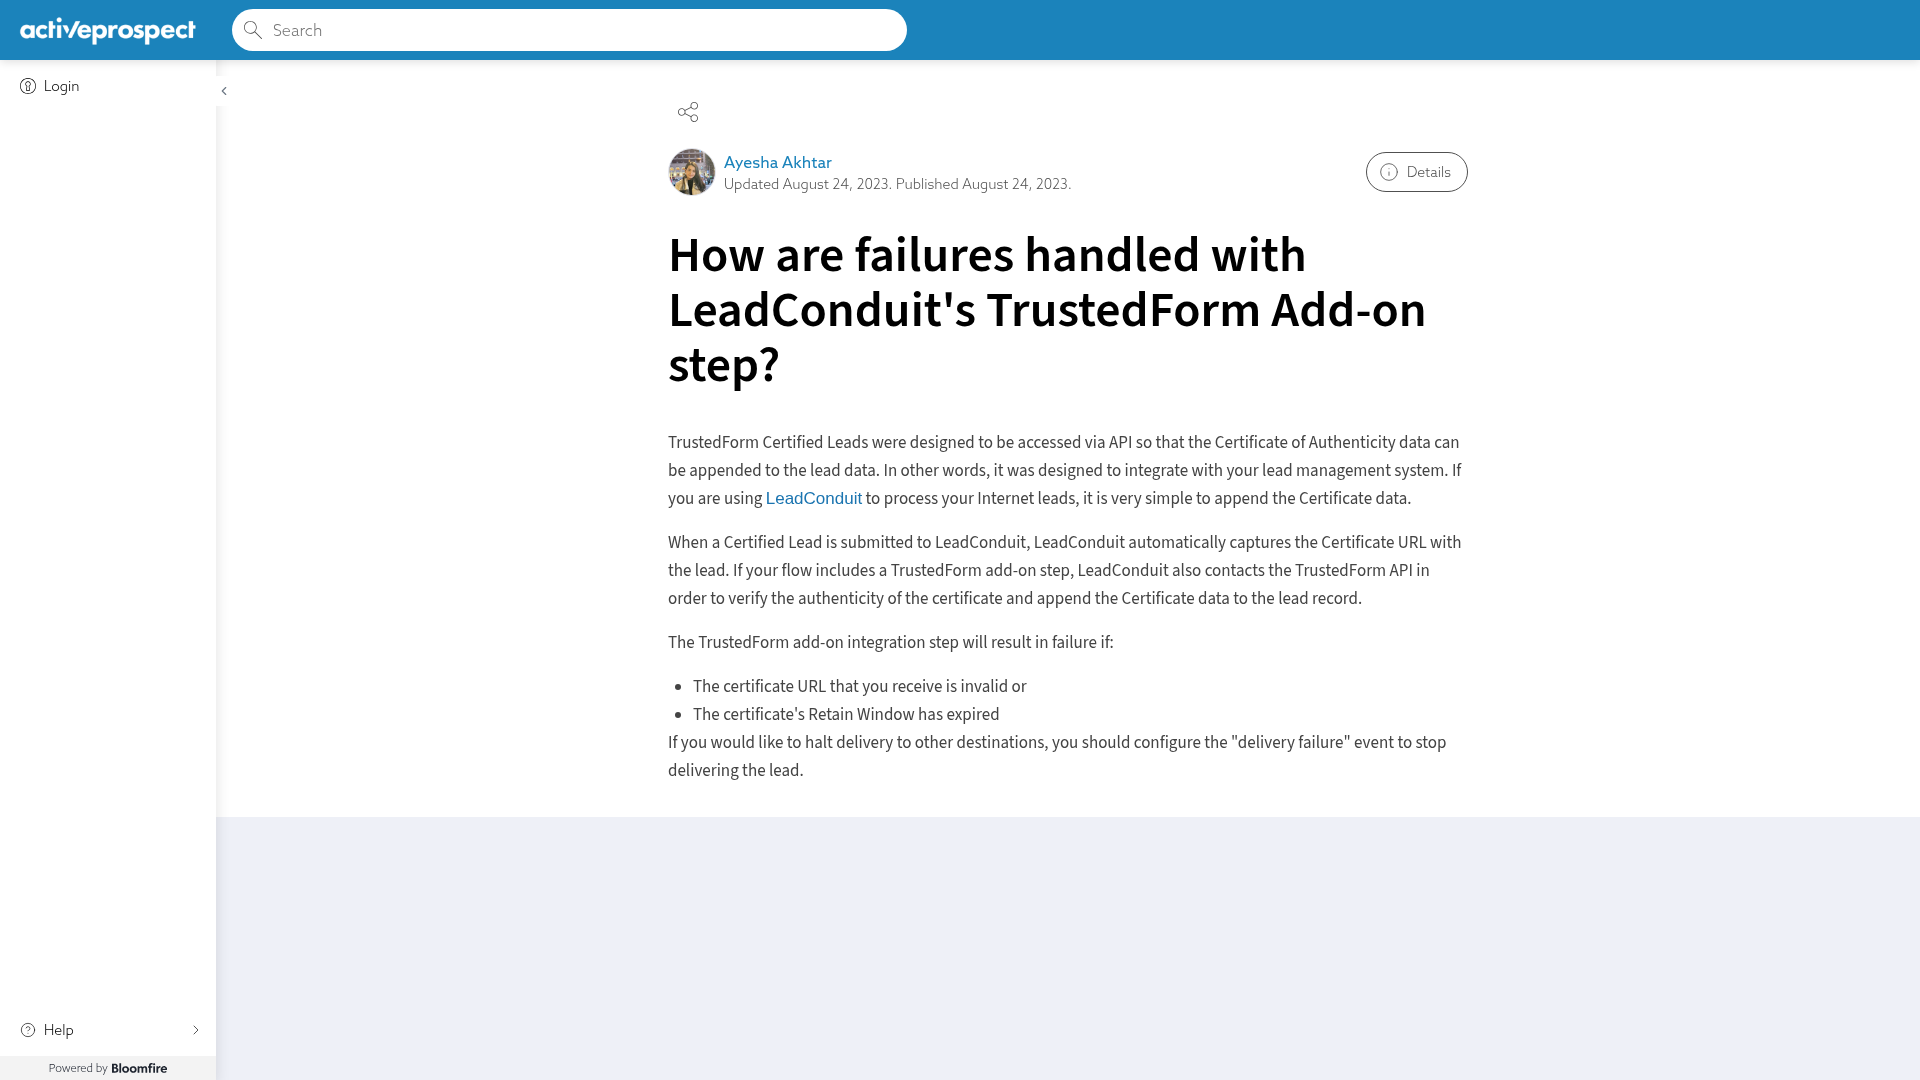 activeprospect
Search
Login
Ayesha Akhtar
Updated August 24, 2023. Published August 24, 2023.
Details
How are failures handled with
LeadConduit's TrustedForm Add-on
step?
TrustedForm Certified Leads were designed to be accessed via API so that the Certificate of Authenticity data can
be appended to the lead data. In other words, it was designed to integrate with your lead management system. If
you are using LeadConduit to process your Internet leads, it is very simple to append the Certificate data.
When a Certified Lead is submitted to LeadConduit, LeadConduit automatically captures the Certificate URL with
the lead. If your flow includes a TrustedForm add-on step, LeadConduit also contacts the TrustedForm API in
order to verify the authenticity of the certificate and append the Certificate data to the lead record.
The TrustedForm add-on integration step will result in failure if:
• The certificate URL that you receive is invalid or
• The certificate's Retain Window has expired
If you would like to halt delivery to other destinations, you should configure the "delivery failure" event to stop
delivering the lead.
Help
Powered by Bloomfire